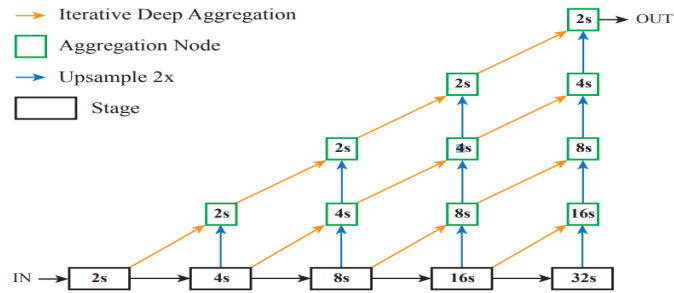 Iterative Deep Aggregation
2s
OUT
Aggregation Node
Upsample 2x
2s
4s
Stage
2s
4s
8s
2s
4s
8s
16s
IN
2s
4s
8s
16s
32s